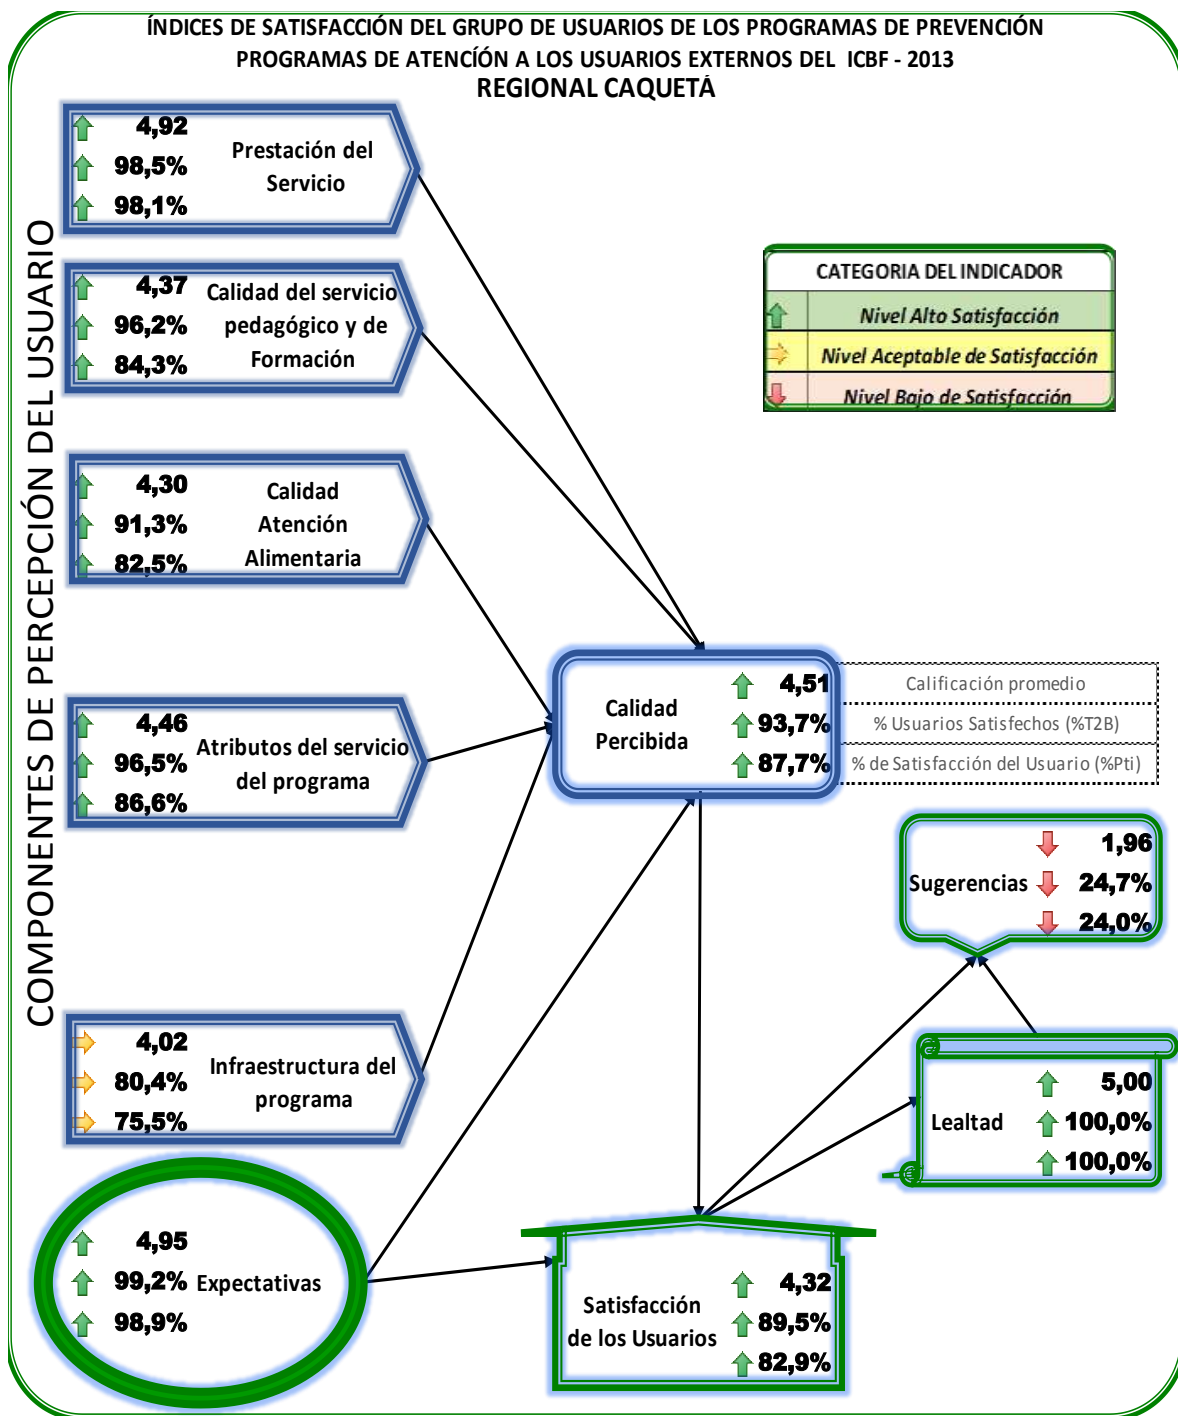 ÍNDICES DE SATISFACCIÓN DEL GRUPO DE USUARIOS DE LOS PROGRAMAS DE PREVENCIÓN
PROGRAMAS DE ATENCÍÓN A LOS USUARIOS EXTERNOS DEL ICBF - 2013
REGIONAL CAQUETÁ
COMPONENTES DE PERCEPCIÓN DEL USUARIO
4,92
98,5%
98,1%
Prestación del
Servicio
4,37
96,2%
84,3%
Calidad del servicio
pedagógico y de
Formación
CATEGORIA DEL INDICADOR
Nivel Alto Satisfacción
Nivel Aceptable de Satisfacción
Nivel Bajo de Satisfacción
4,30
91,3%
82,5%
Calidad
Atención
Alimentaria
4,46
96,5%
86,6%
Atributos del servicio
del programa
Calidad
Percibida
4,51
93,7%
87,7%
Calificación promedio
% Usuarios Satisfechos (%T2B)
% de Satisfacción del Usuario (%Pti)
Sugerencias
1,96
24,7%
24,0%
4,02
80,4%
75,5%
Infraestructura del
programa
Lealtad
5,00
100,0%
100,0%
4,95
99,2%
98,9%
Expectativas
Satisfacción
de los Usuarios
4,32
89,5%
82,9%